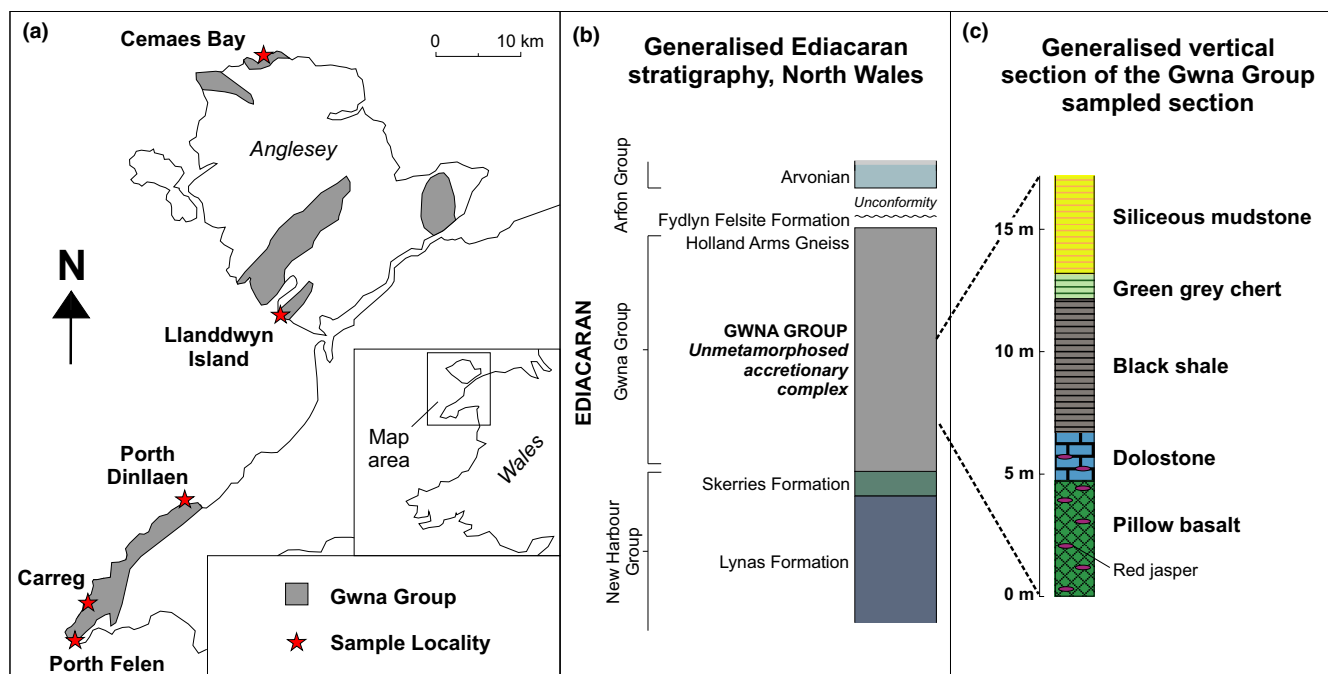 (a)
Cemaes Bay
0 10 km
Anglesey
N
Llanddwyn
Island
Map
area
Wales
Porth
Dinllaen
Carreg
Porth Felen
Gwna Group
Sample Locality
(b)
Generalised Ediacaran
stratigraphy, North Wales
EDIACARAN
Arfon Group
Gwna Group
New Harbour
Group
Arvonian
Unconformity
Fydlyn Felsite Formation
Holland Arms Gneiss
GWNA GROUP
Unmetamorphosed
accretionary
complex
Skerries Formation
Lynas Formation
(c)
Generalised vertical
section of the Gwna Group
sampled section
15 m
10 m
5 m
0 m
Siliceous mudstone
Green grey chert
Black shale
Dolostone
Pillow basalt
Red jasper